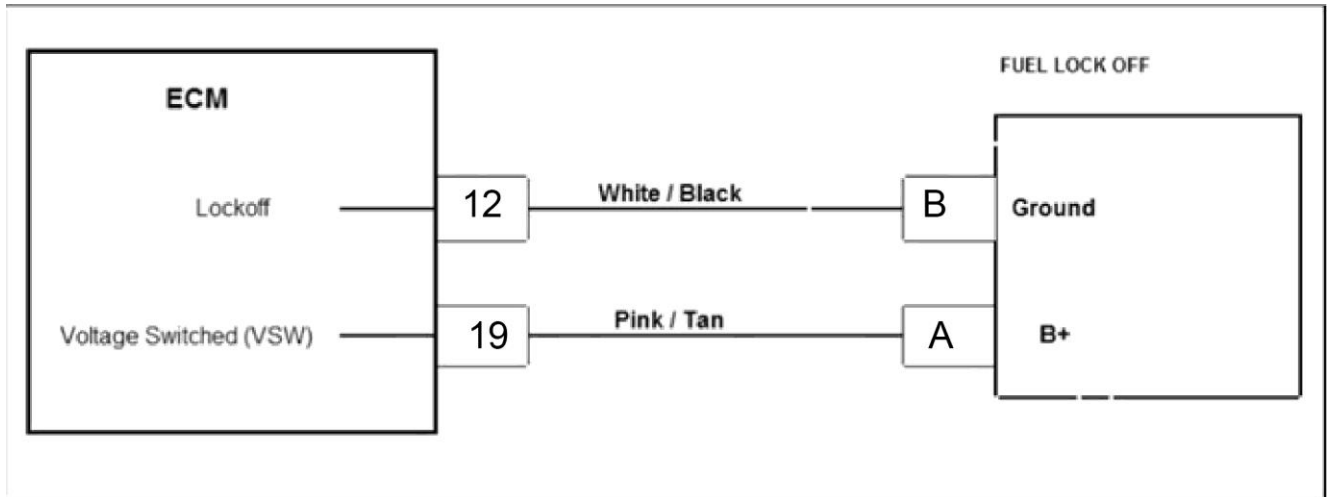 FUEL LOCK OFF
ECM
Lockoff
12
White / Black
B
Ground
Voltage Switched (VSW)
19
Pink / Tan
A
B+